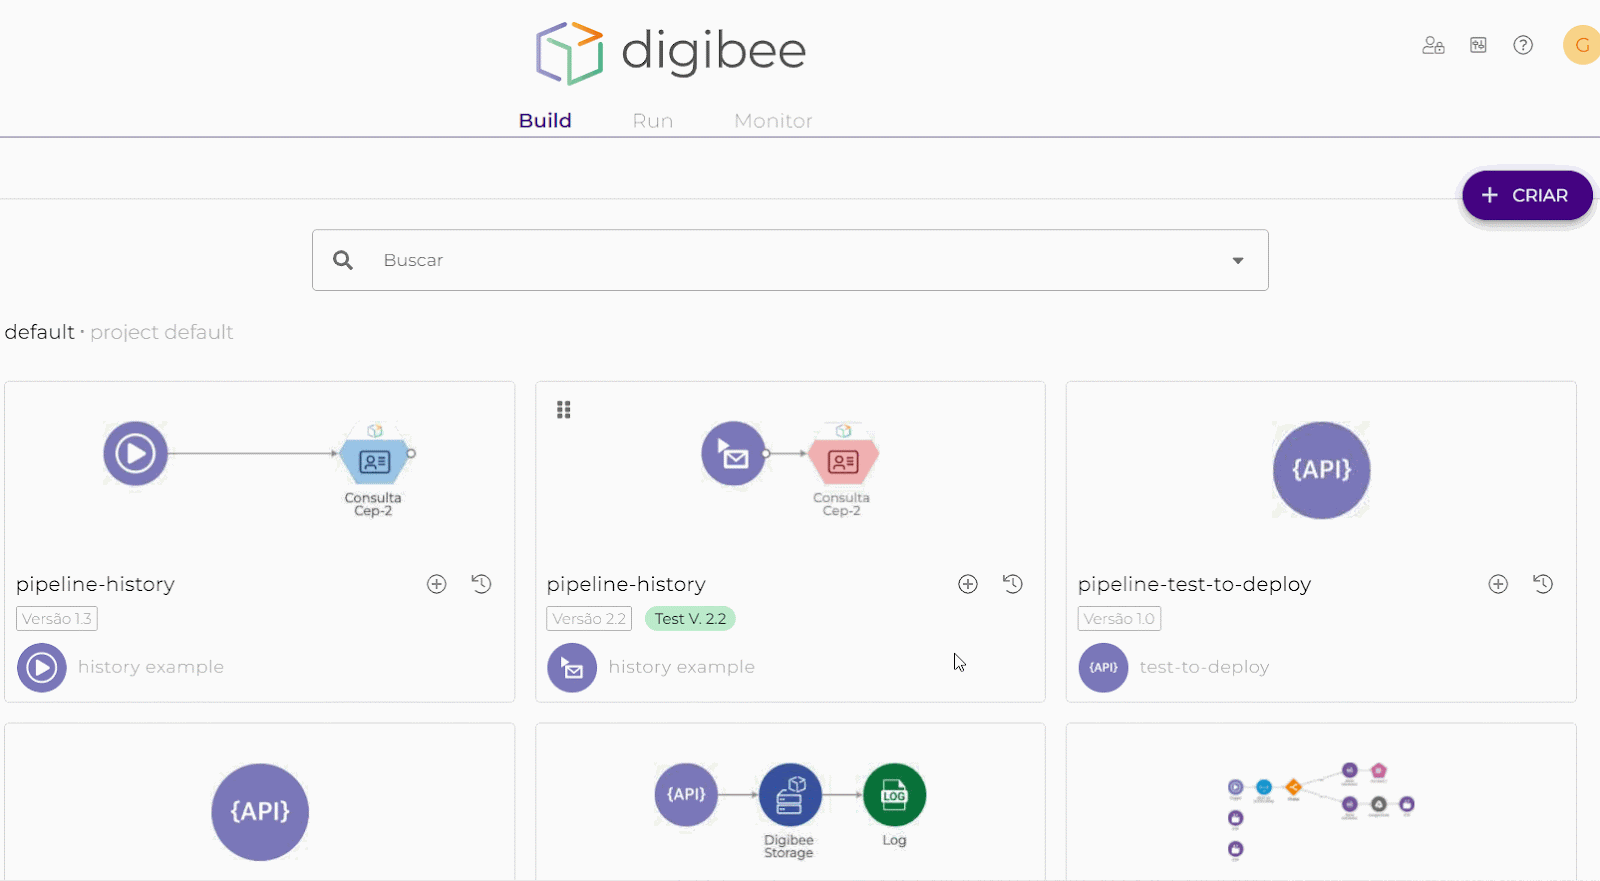 digibee
G
Build Run Monitor
+ CRIAR
Buscar
default • project default
Consulta
Cep-2
pipeline-history
Versão 1.3
history example
Consulta
Cep-2
pipeline-history
Versão 2.2 Test V. 2.2
history example
{API}
pipeline-test-to-deploy
Versão 1.0
{API} test-to-deploy
{API}
{API}
Digibee
Storage
LOG
Log